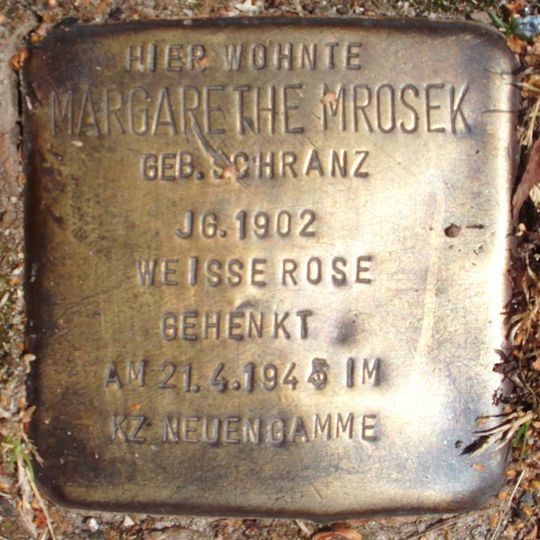 HIER WOHNTE
MARGARETHE MROSEK
GEB. SCHRANZ
JG. 1902
WEISSE ROSE
GEHENKT
AM 21.4.1945 IM
KZ NEUENGAMME